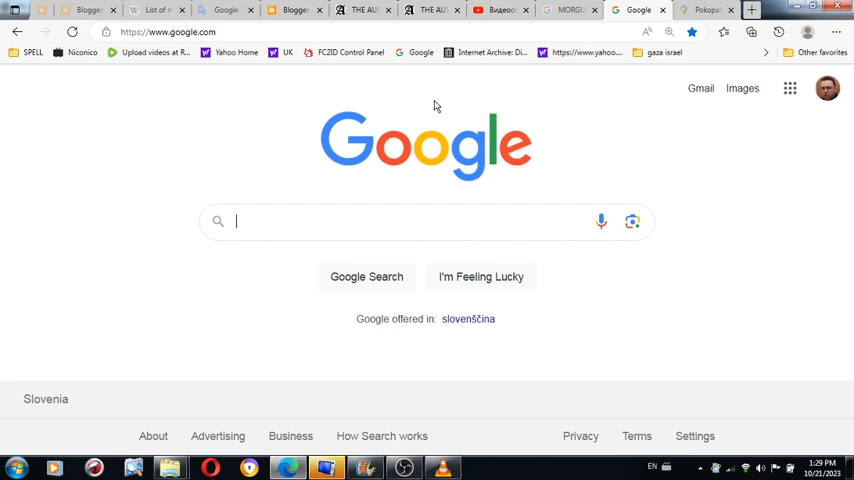 Blogger
List of m
Google
Blogger
THE AUS
THE AUS
Видеооб
MORGU
Google
Pokopal
https://www.google.com
SPELL
Niconico
Upload videos at R...
Yahoo Home
UK
FC2ID Control Panel
Google
Internet Archive: Di...
https://www.yahoo....
gaza israel
Other favorites
Gmail
Images
Google
Google Search
I'm Feeling Lucky
Google offered in: slovenščina
Slovenia
About
Advertising
Business
How Search works
Privacy
Terms
Settings
EN
1:29 PM
10/21/2023